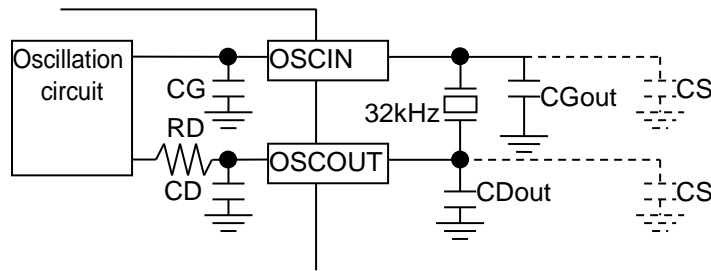 Oscillation
circuit
OSCIN
CG
RD
CD
OSCOUT
32kHz
CGout
CDout
CS
CS